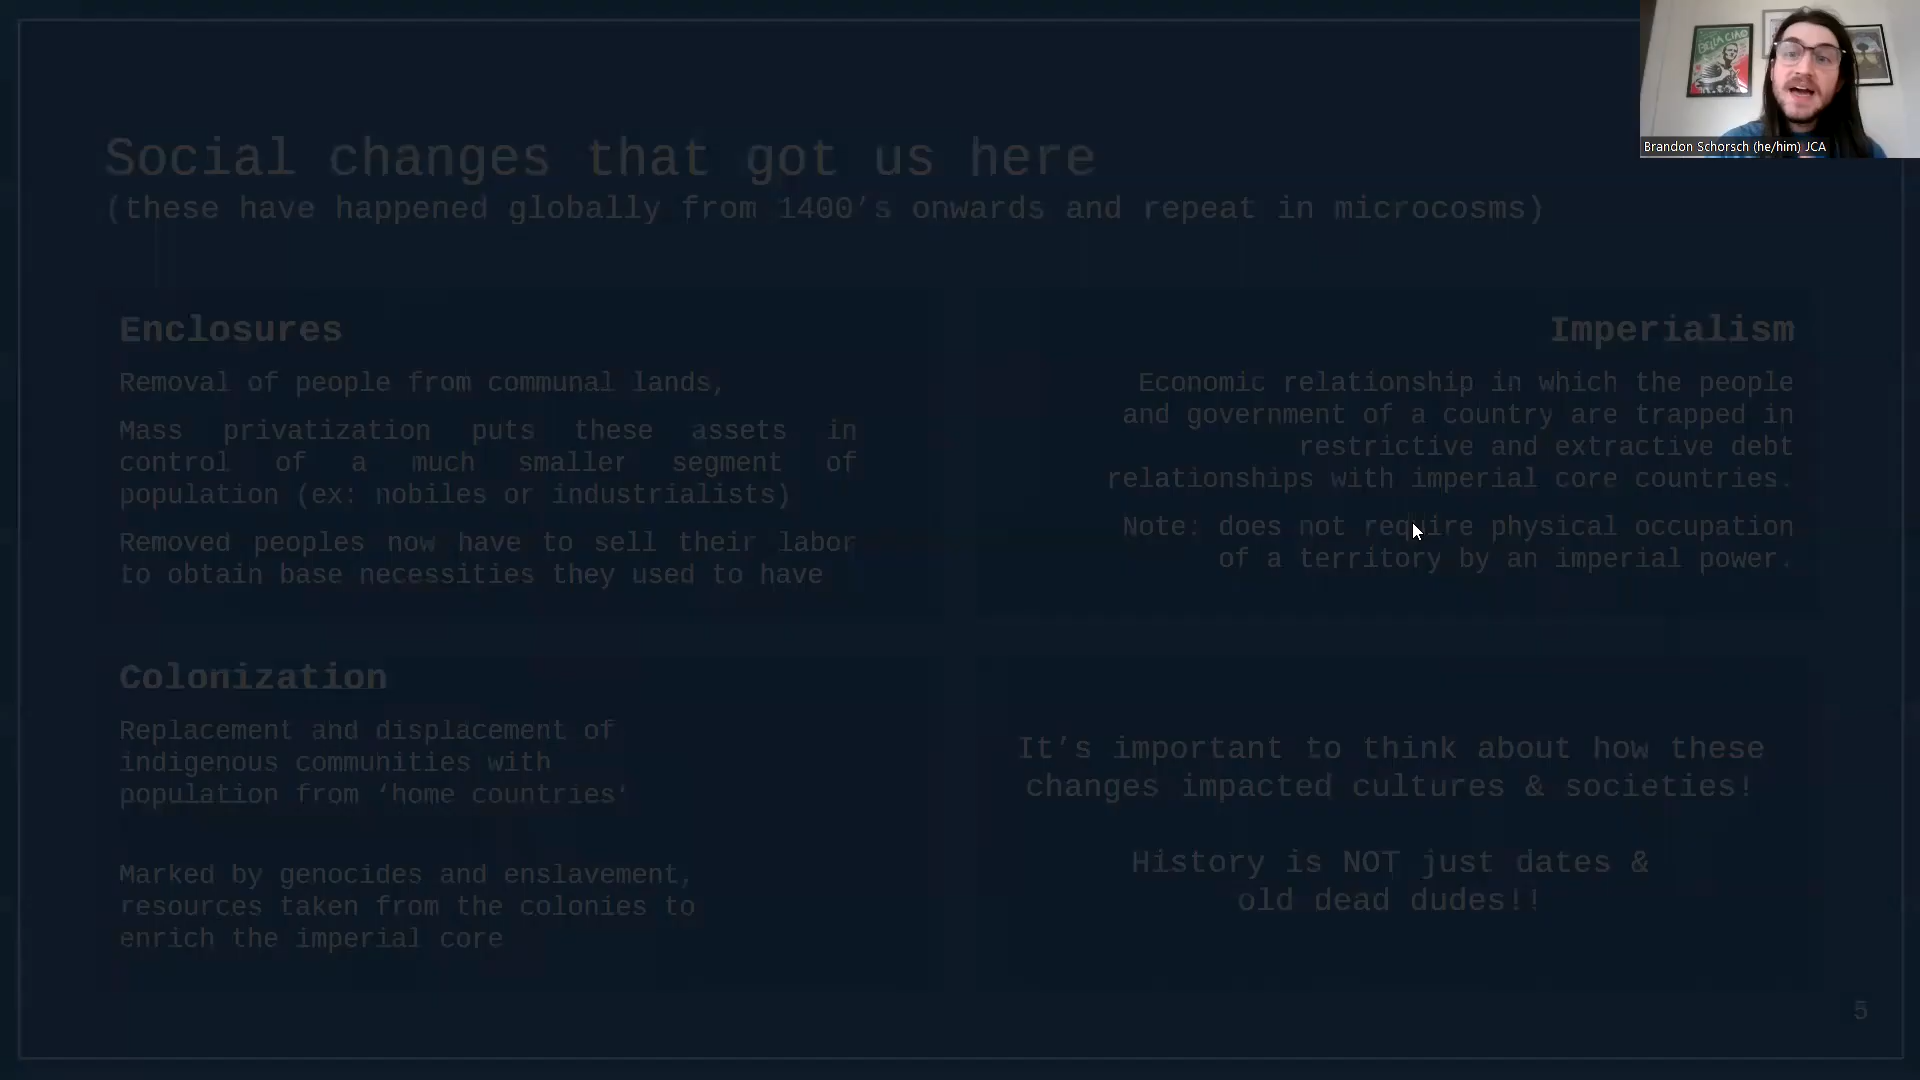 BELLA CIAO
Brandon Schorsch (he/him) JCA
Social changes that got us here
(these have happened globally from 1400’s onwards and repeat in microcosms)
Enclosures
Removal of people from communal lands,
Mass privatization puts these assets in
control of a much smaller segment of
population (ex: nobiles or industrialists)
Removed peoples now have to sell their labor
to obtain base necessities they used to have
Imperialism
Economic relationship in which the people
and government of a country are trapped in
restrictive and extractive debt
relationships with imperial core countries.
Note: does not require physical occupation
of a territory by an imperial power.
Colonization
Replacement and displacement of
indigenous communities with
population from ‘home countries‘
Marked by genocides and enslavement,
resources taken from the colonies to
enrich the imperial core
It’s important to think about how these
changes impacted cultures & societies!
History is NOT just dates &
old dead dudes!!
5